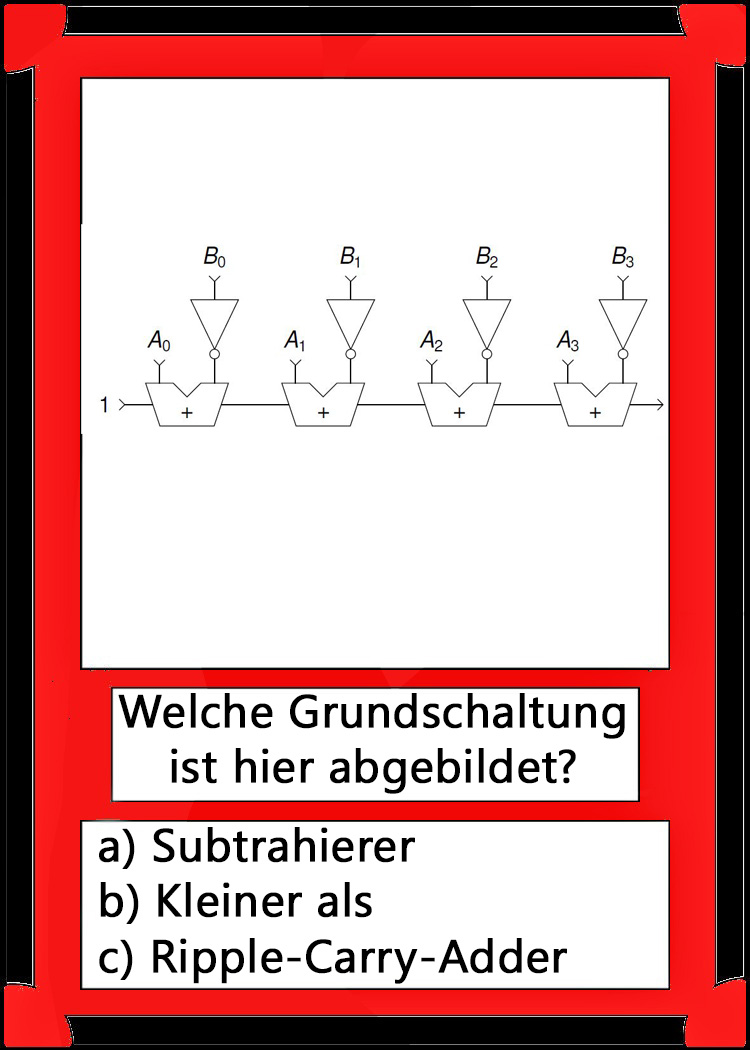 B₀ B₁ B₂ B₃
A₀ A₁ A₂ A₃
1 + + + +
Welche Grundschaltung
ist hier abgebildet?
a) Subtrahierer
b) Kleiner als
c) Ripple-Carry-Adder